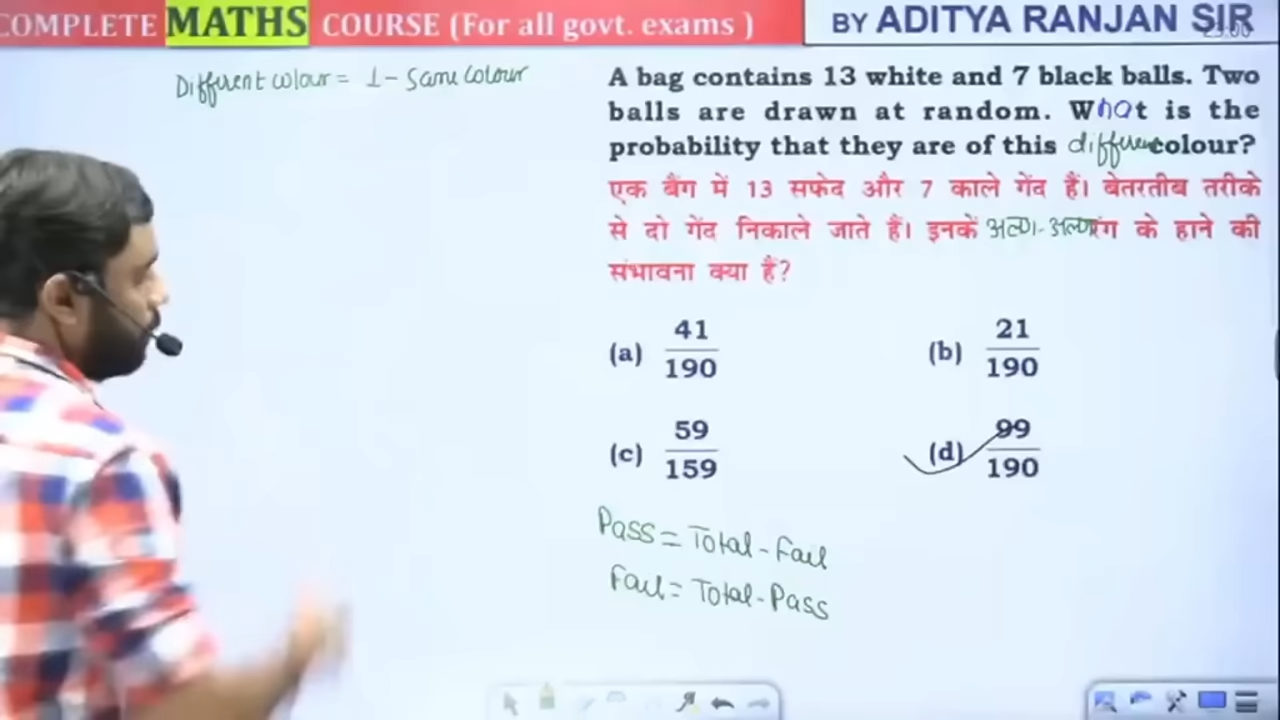 COMPLETE MATHS COURSE (For all govt. exams )
BY ADITYA RANJAN SIR
Different colour = 1 - Same Colour
A bag contains 13 white and 7 black balls. Two
balls are drawn at random. What is the
probability that they are of this different colour?
एक बैग में 13 सफेद और 7 काले गेंद हैं। बेतरतीब तरीके
से दो गेंद निकाले जाते हैं। इनकें अलग-अलग रंग के हाने की
संभावना क्या हैं?
(a) 41/190
(b) 21/190
(c) 59/159
(d) 99/190
Pass = Total - Fail
Fail = Total - Pass